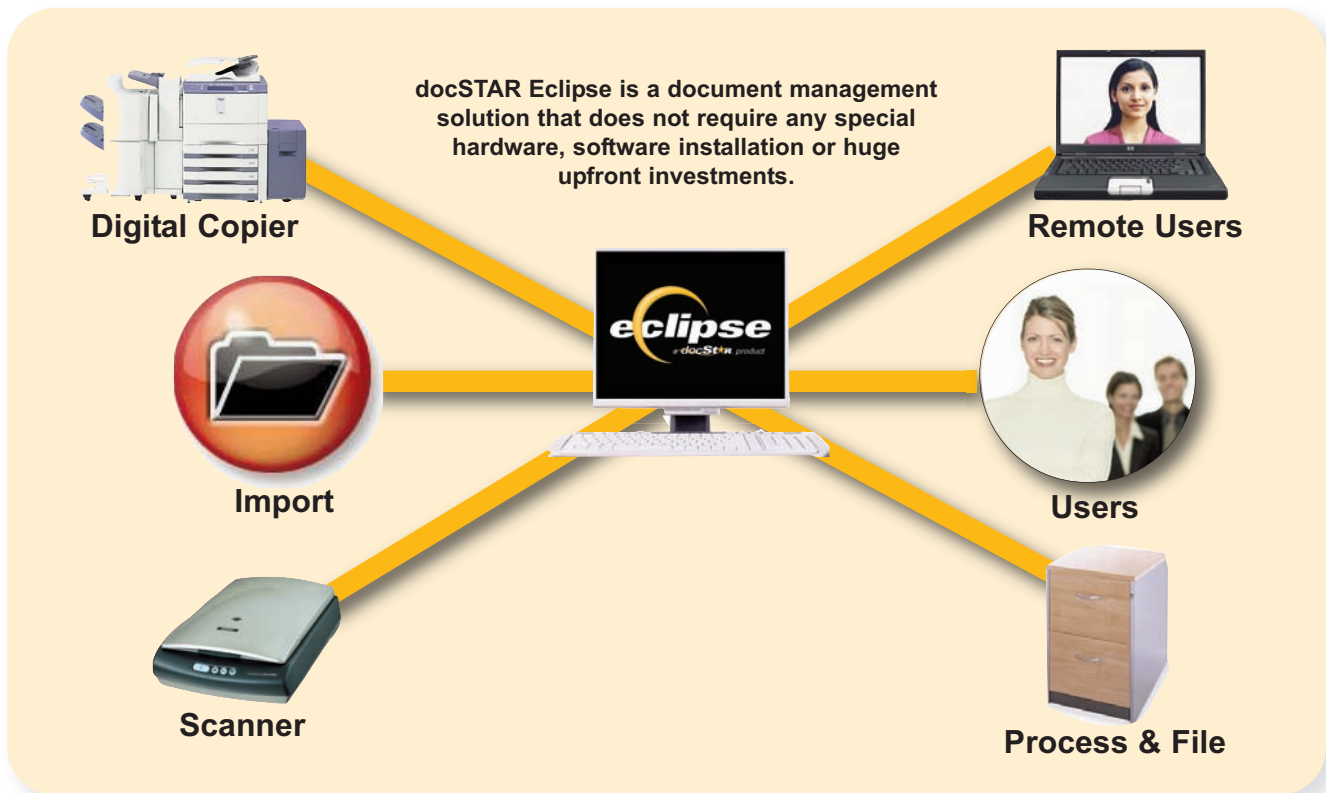 docSTAR Eclipse is a document management
solution that does not require any special
hardware, software installation or huge
upfront investments.
Digital Copier
Remote Users
eclipse
a docSTAR product
Import
Users
Scanner
Process & File